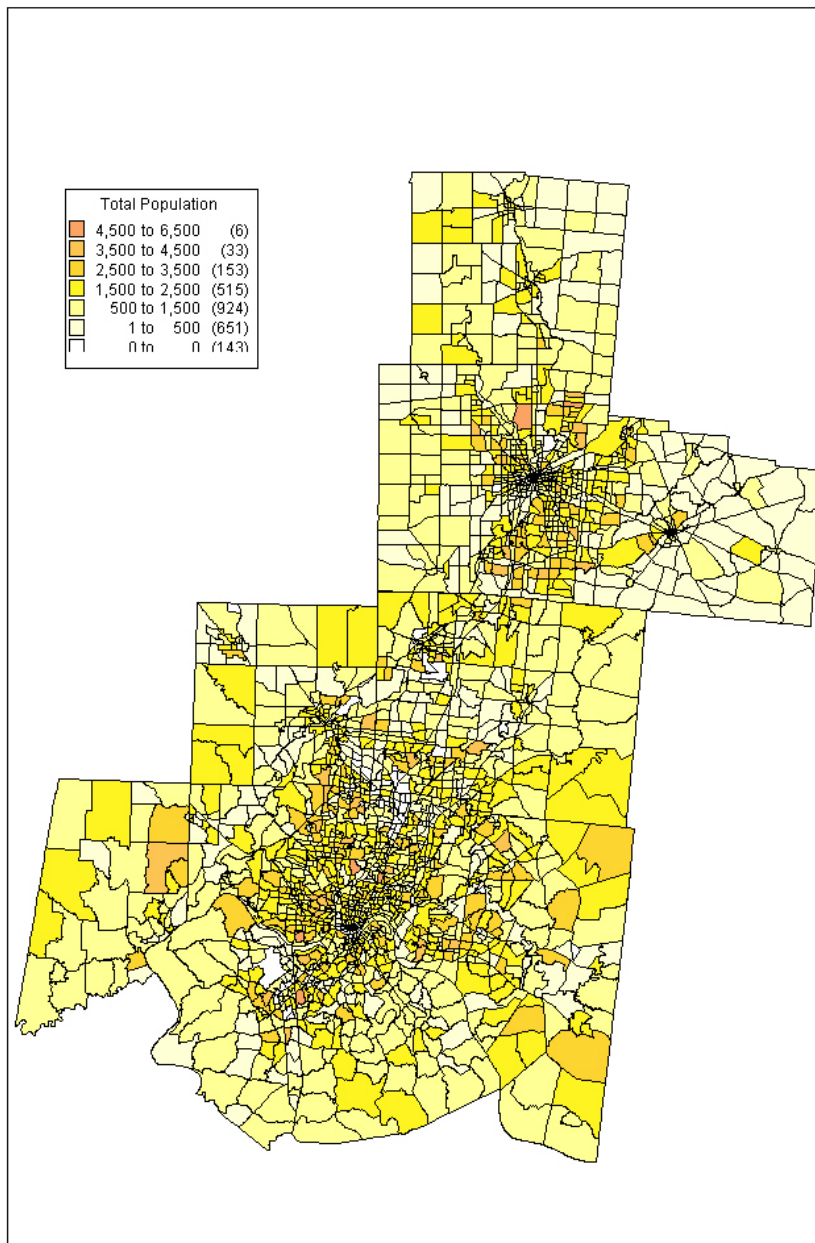 Total Population
4,500 to 6,500 (6)
3,500 to 4,500 (33)
2,500 to 3,500 (153)
1,500 to 2,500 (515)
500 to 1,500 (924)
1 to 500 (651)
0 to 0 (143)